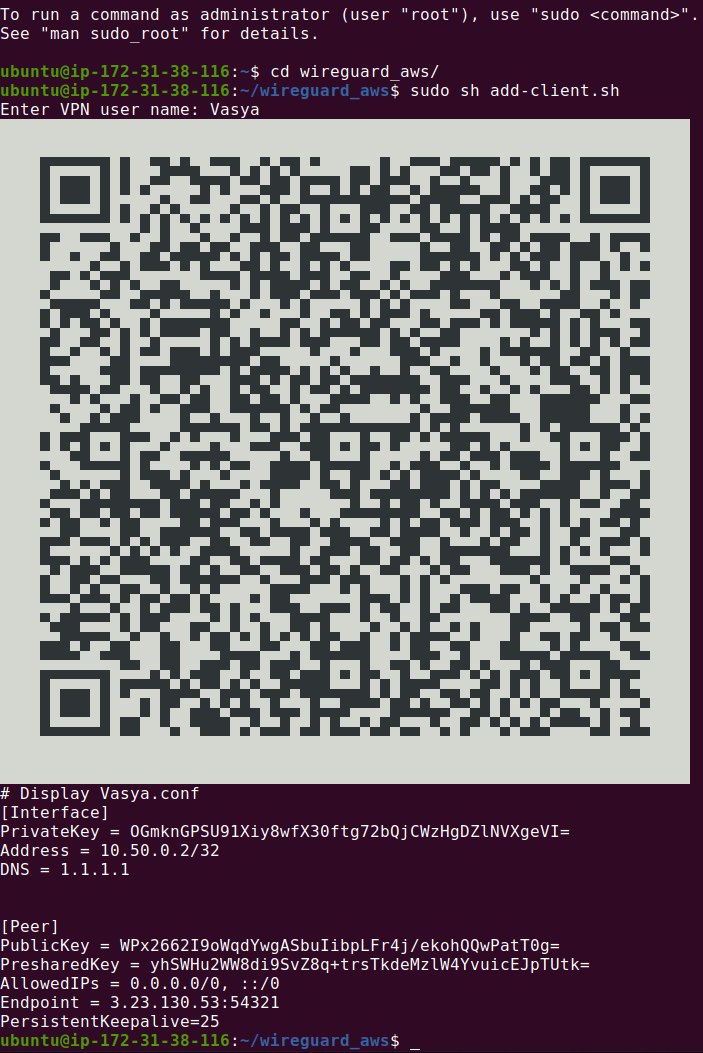 To run a command as administrator (user "root"), use "sudo <command>".
See "man sudo_root" for details.
ubuntu@ip-172-31-38-116:~$ cd wireguard_aws/
ubuntu@ip-172-31-38-116:~/wireguard_aws$ sudo sh add-client.sh
Enter VPN user name: Vasya
# Display Vasya.conf
[Interface]
PrivateKey = OGmknGPSU91Xiy8wfX30ftg72bQjCWzHgDZlNVXgeVI=
Address = 10.50.0.2/32
DNS = 1.1.1.1
[Peer]
PublicKey = WPx2662I9oWqdYwgASbuIibpLFr4j/ekohQQwPatT0g=
PresharedKey = yhSWHu2WW8di9SvZ8q+trsTkdeMzlW4YvuicEJpTUtk=
AllowedIPs = 0.0.0.0/0, ::/0
Endpoint = 3.23.130.53:54321
PersistentKeepalive=25
ubuntu@ip-172-31-38-116:~/wireguard_aws$ _